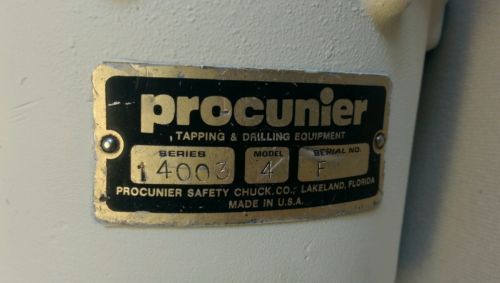 procunier
TAPPING & DRILLING EQUIPMENT
SERIES MODEL SERIAL NO.
14003 4 F
PROCUNIER SAFETY CHUCK.CO., LAKELAND, FLORIDA
MADE IN U.S.A.